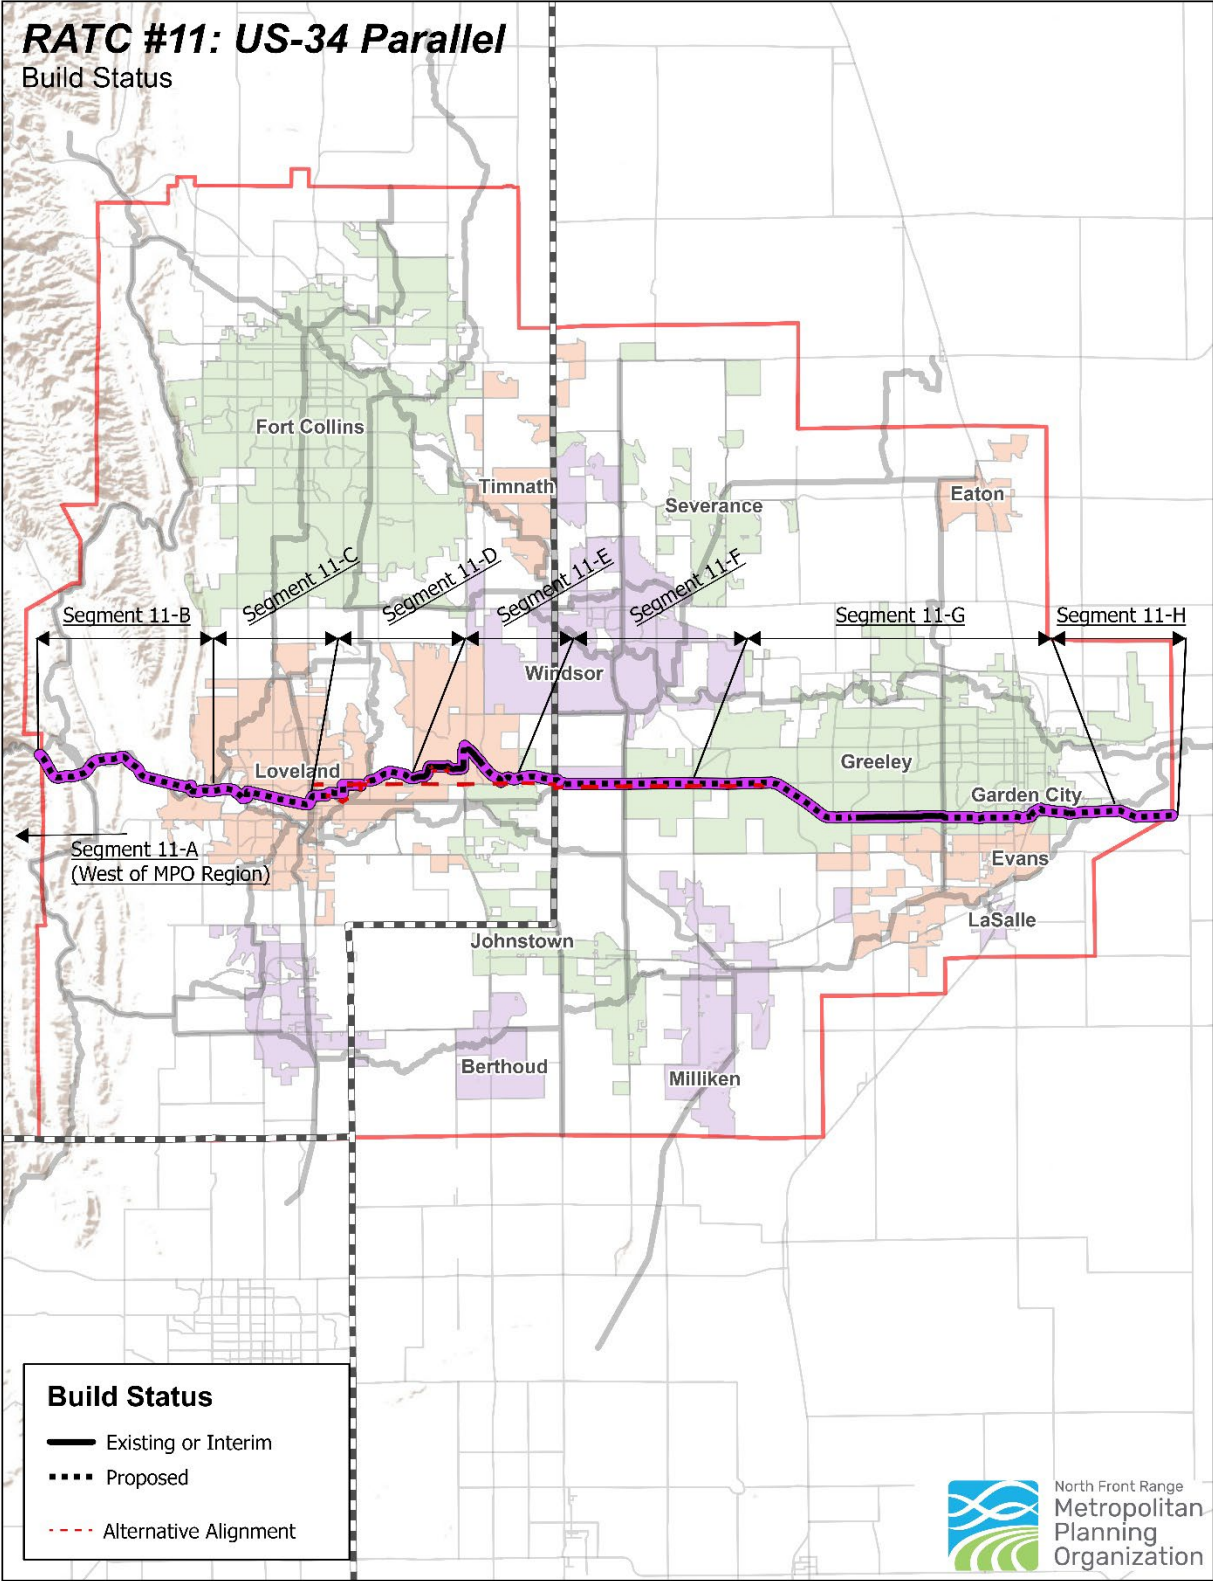 RATC #11: US-34 Parallel
Build Status
Fort Collins
Timnath
Severance
Eaton
Segment 11-B
Segment 11-C
Segment 11-D
Segment 11-E
Segment 11-F
Segment 11-G
Segment 11-H
Windsor
Loveland
Greeley
Garden City
Segment 11-A
(West of MPO Region)
Evans
LaSalle
Johnstown
Berthoud
Milliken
Build Status
Existing or Interim
Proposed
Alternative Alignment
North Front Range
Metropolitan
Planning
Organization